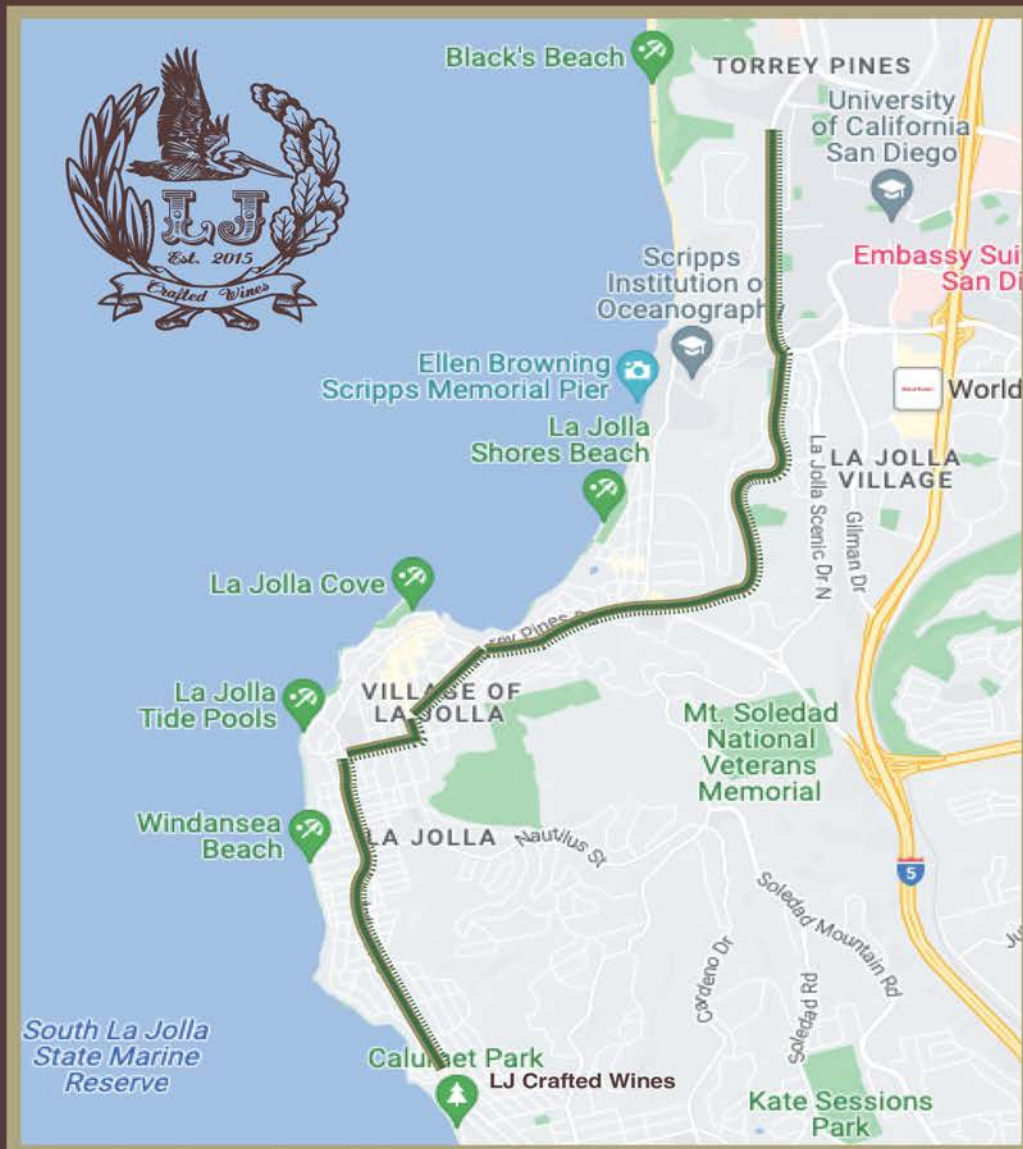 Black's Beach
TORREY PINES
University
of California
San Diego
LJ
Est. 2015
Crafted Wines
Scripps
Institution o
Oceanography
Embassy Sui
San Di
Ellen Browning
Scripps Memorial Pier
World
La Jolla
Shores Beach
LA JOLLA
VILLAGE
La Jolla Scenic Dr N
Gilman Dr
La Jolla Cove
rey Pines
La Jolla
Tide Pools
VILLAGE OF
LA JOLLA
Mt. Soledad
National
Veterans
Memorial
Windansea
Beach
LA JOLLA
Nautilus St
5
Soledad Mountain Rd
Cardeno Dr
Soledad Rd
Ju
South La Jolla
State Marine
Reserve
Calumet Park
LJ Crafted Wines
Kate Sessions
Park